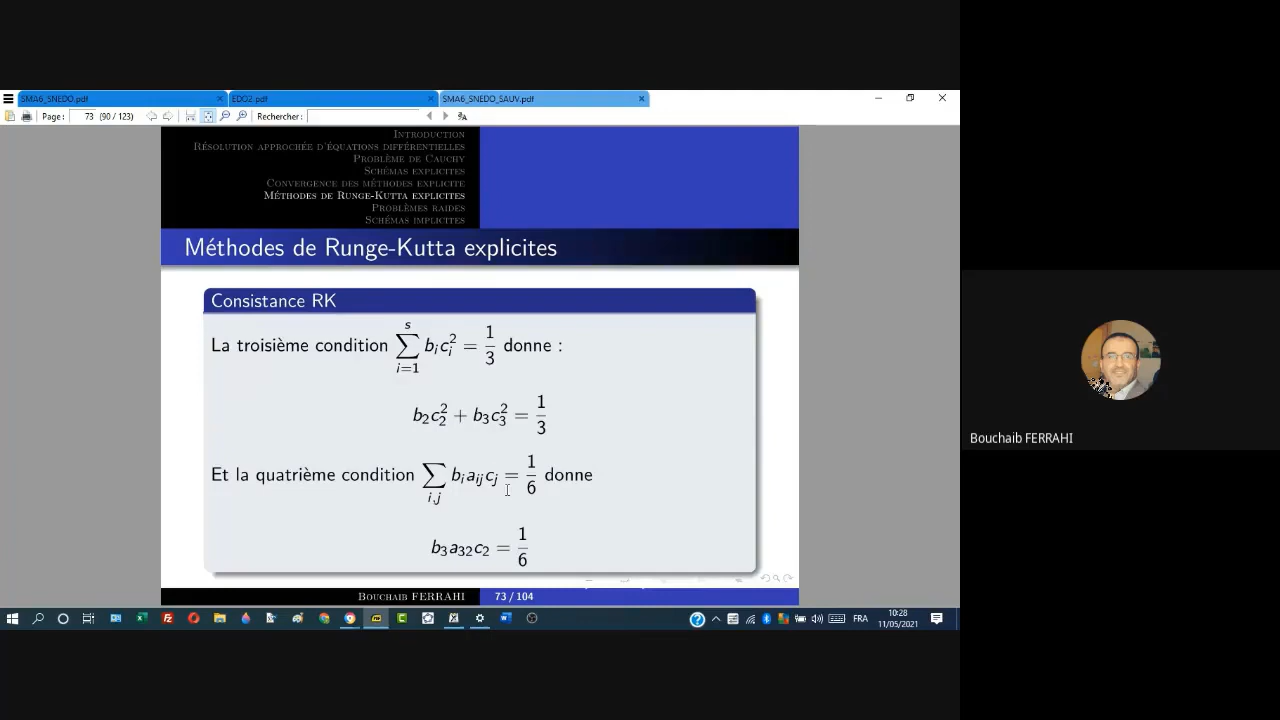 SMA6_SNEDO.pdf
EDO2.pdf
SMA6_SNEDO_SAUV.pdf
Page: 73 (90 / 123) Rechercher:
Introduction
Résolution approchée d'équations différentielles
Problème de Cauchy
Schémas explicites
Convergence des méthodes explicite
Méthodes de Runge-Kutta explicites
Problèmes raides
Schémas implicites
Méthodes de Runge-Kutta explicites
Consistance RK
La troisième condition \sum_{i=1}^{s} b_i c_i^2 = \frac{1}{3} donne :
b_2 c_2^2 + b_3 c_3^2 = \frac{1}{3}
Et la quatrième condition \sum_{i,j} b_i a_{ij} c_j = \frac{1}{6} donne
b_3 a_{32} c_2 = \frac{1}{6}
Bouchaib FERRAHI 73 / 104
Bouchaib FERRAHI
FRA
10:28
11/05/2021